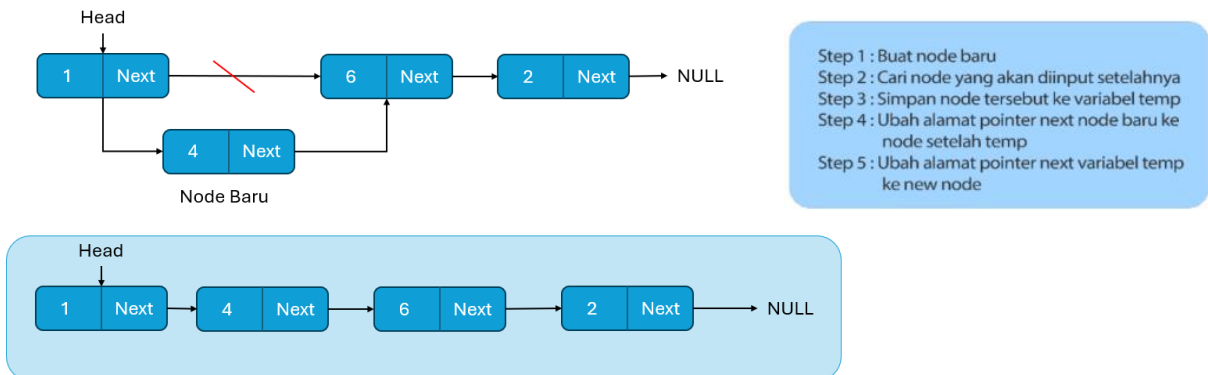 Head
1 Next
6 Next
2 Next
NULL
4 Next
Node Baru
Step 1 : Buat node baru
Step 2 : Cari node yang akan diinput setelahnya
Step 3 : Simpan node tersebut ke variabel temp
Step 4 : Ubah alamat pointer next node baru ke
node setelah temp
Step 5 : Ubah alamat pointer next variabel temp
ke new node
Head
1 Next
4 Next
6 Next
2 Next
NULL